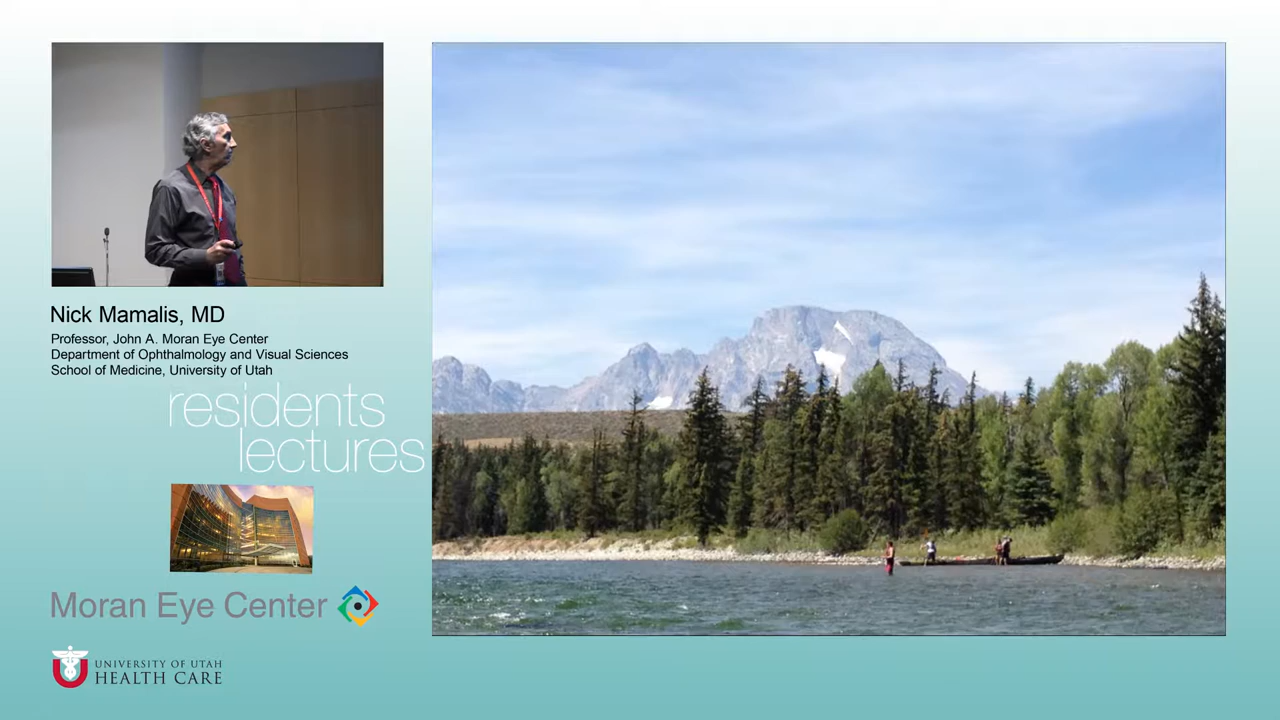 Nick Mamalis, MD
Professor, John A. Moran Eye Center
Department of Ophthalmology and Visual Sciences
School of Medicine, University of Utah
residents
lectures
Moran Eye Center
UNIVERSITY OF UTAH
HEALTH CARE